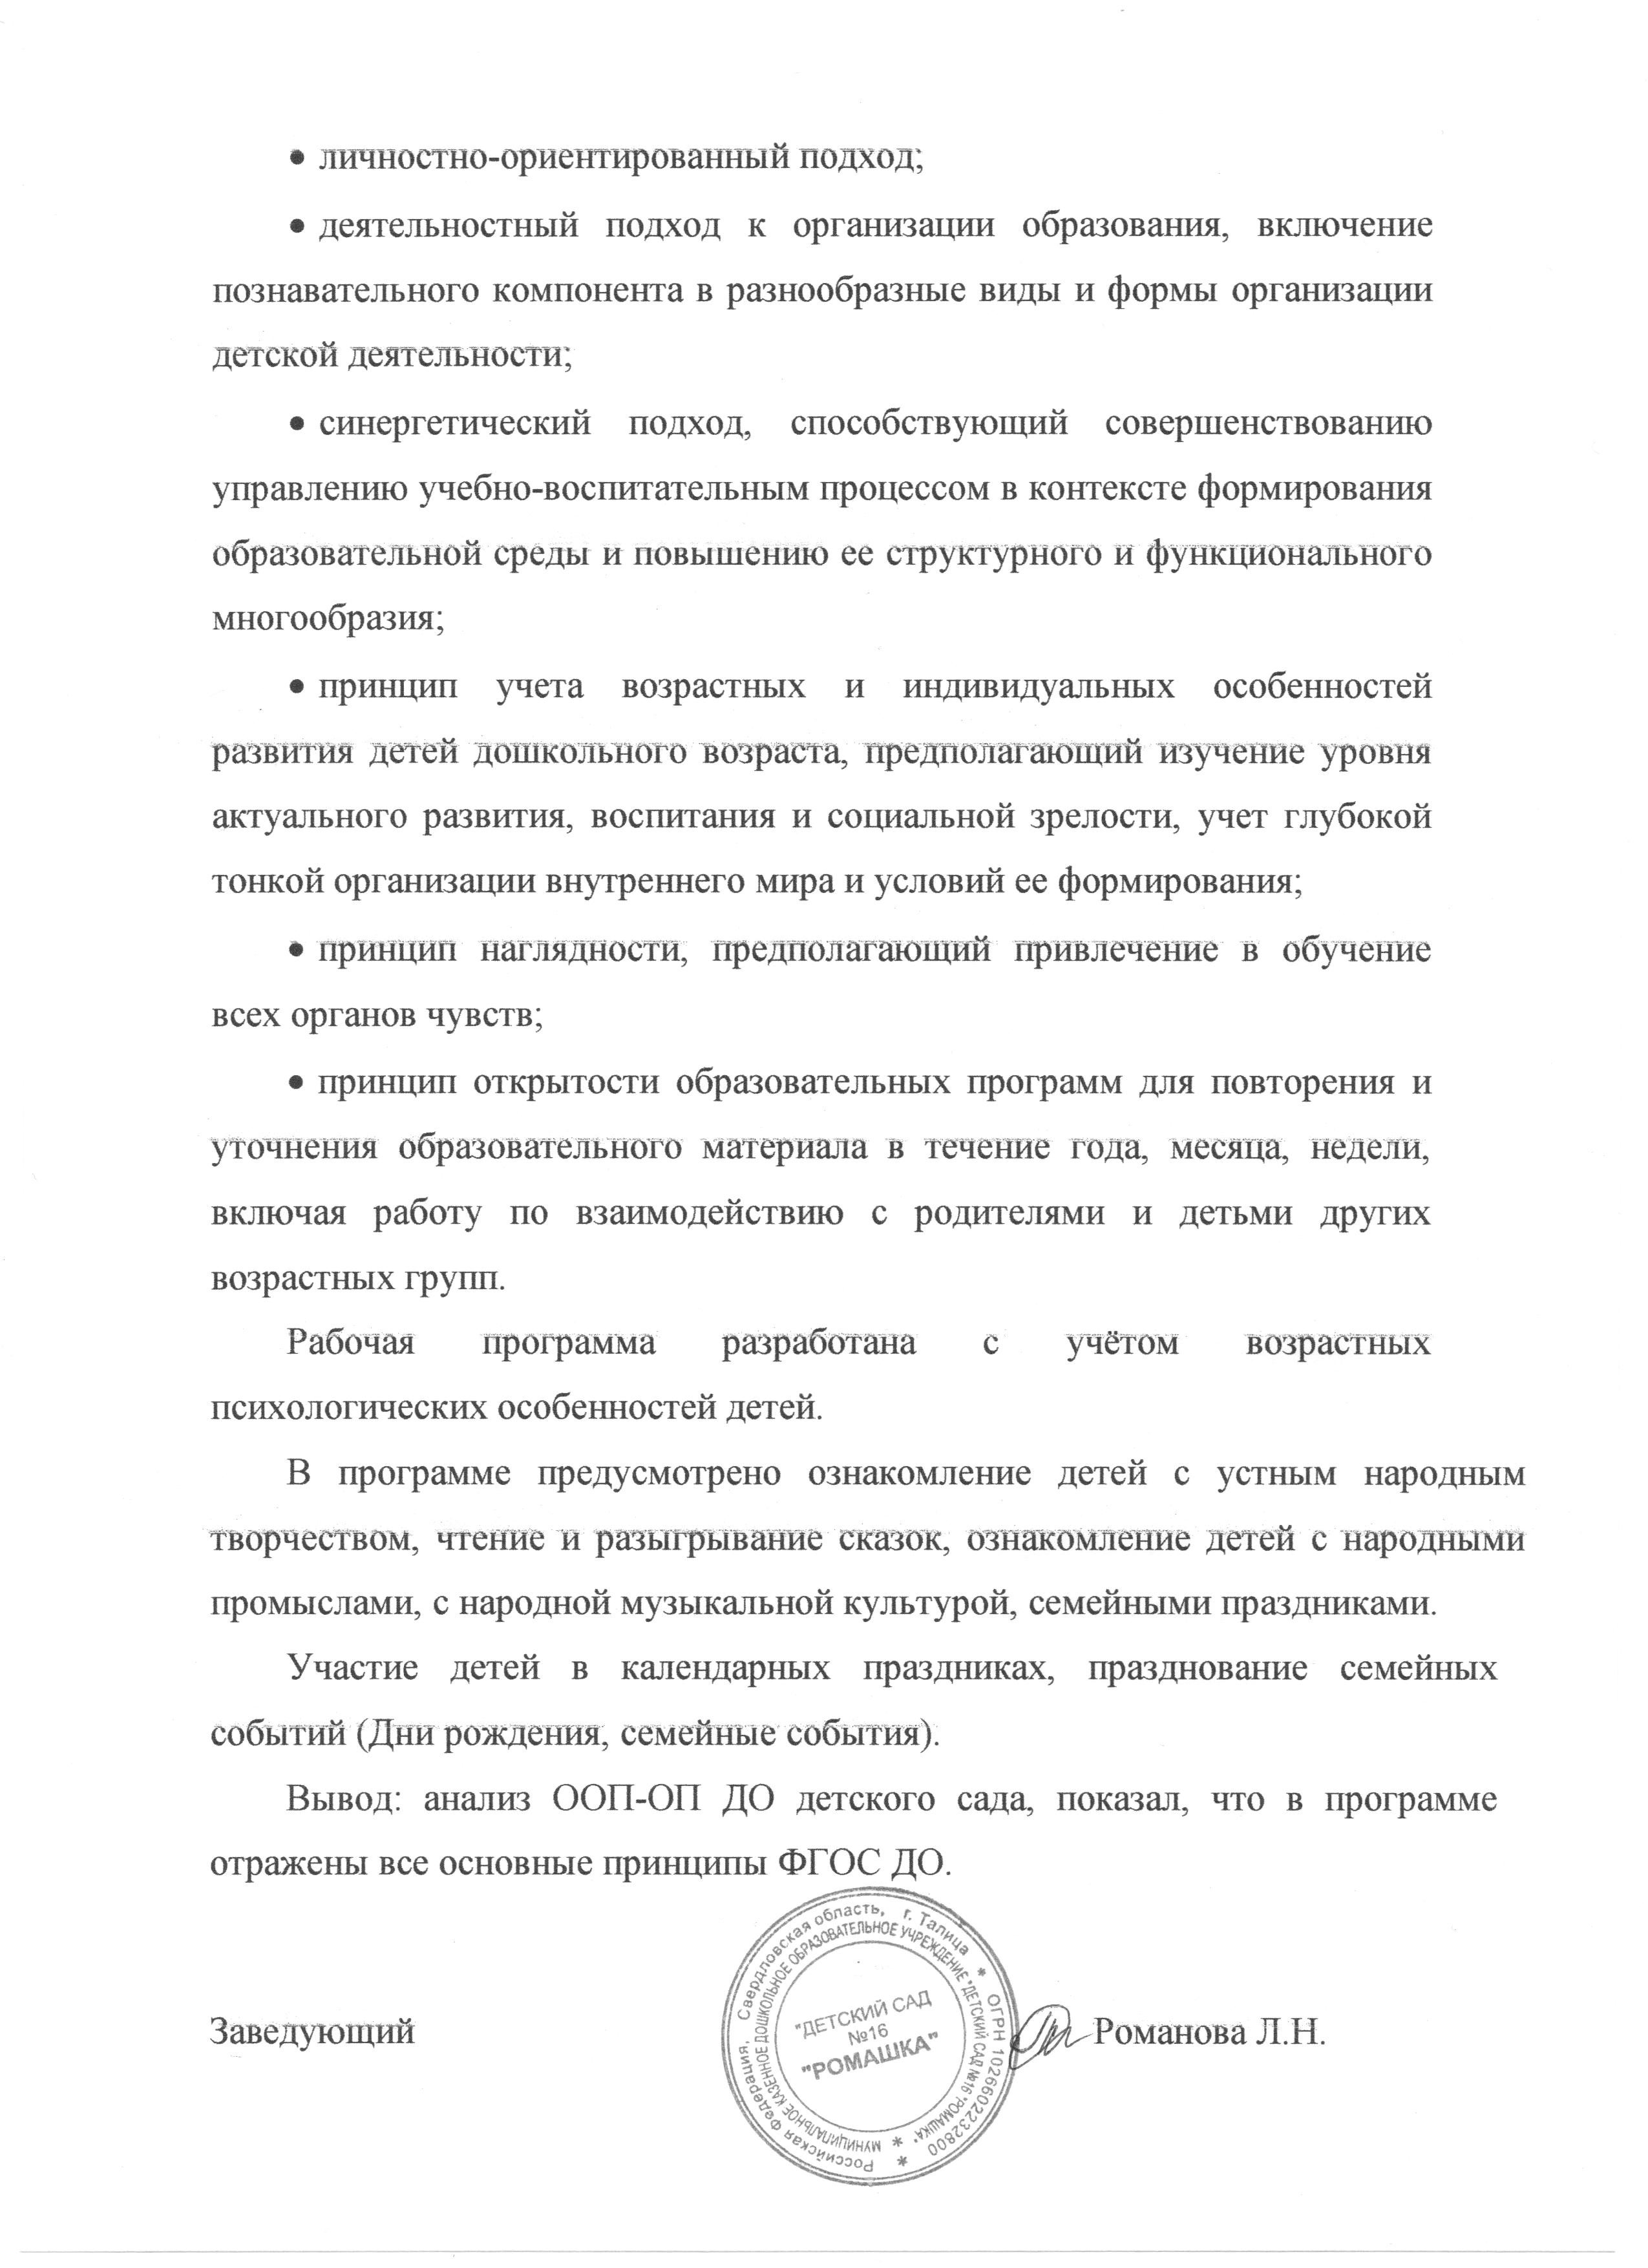 • личностно-ориентированный подход;
• деятельностный подход к организации образования, включение
познавательного компонента в разнообразные виды и формы организации
детской деятельности;
• синергетический подход, способствующий совершенствованию
управлению учебно-воспитательным процессом в контексте формирования
образовательной среды и повышению ее структурного и функционального
многообразия;
• принцип учета возрастных и индивидуальных особенностей
развития детей дошкольного возраста, предполагающий изучение уровня
актуального развития, воспитания и социальной зрелости, учет глубокой
тонкой организации внутреннего мира и условий ее формирования;
• принцип наглядности, предполагающий привлечение в обучение
всех органов чувств;
• принцип открытости образовательных программ для повторения и
уточнения образовательного материала в течение года, месяца, недели,
включая работу по взаимодействию с родителями и детьми других
возрастных групп.
Рабочая программа разработана с учётом возрастных
психологических особенностей детей.
В программе предусмотрено ознакомление детей с устным народным
творчеством, чтение и разыгрывание сказок, ознакомление детей с народными
промыслами, с народной музыкальной культурой, семейными праздниками.
Участие детей в календарных праздниках, празднование семейных
событий (Дни рождения, семейные события).
Вывод: анализ ООП-ОП ДО детского сада, показал, что в программе
отражены все основные принципы ФГОС ДО.
Заведующий
Российская Федерация, Свердловская область, г. Талица * ОГРН 1026602232800 *
МУНИЦИПАЛЬНОЕ КАЗЕННОЕ ДОШКОЛЬНОЕ ОБРАЗОВАТЕЛЬНОЕ УЧРЕЖДЕНИЕ "ДЕТСКИЙ САД №16 "РОМАШКА" *
"ДЕТСКИЙ САД
№16
"РОМАШКА"
Романова Л.Н.